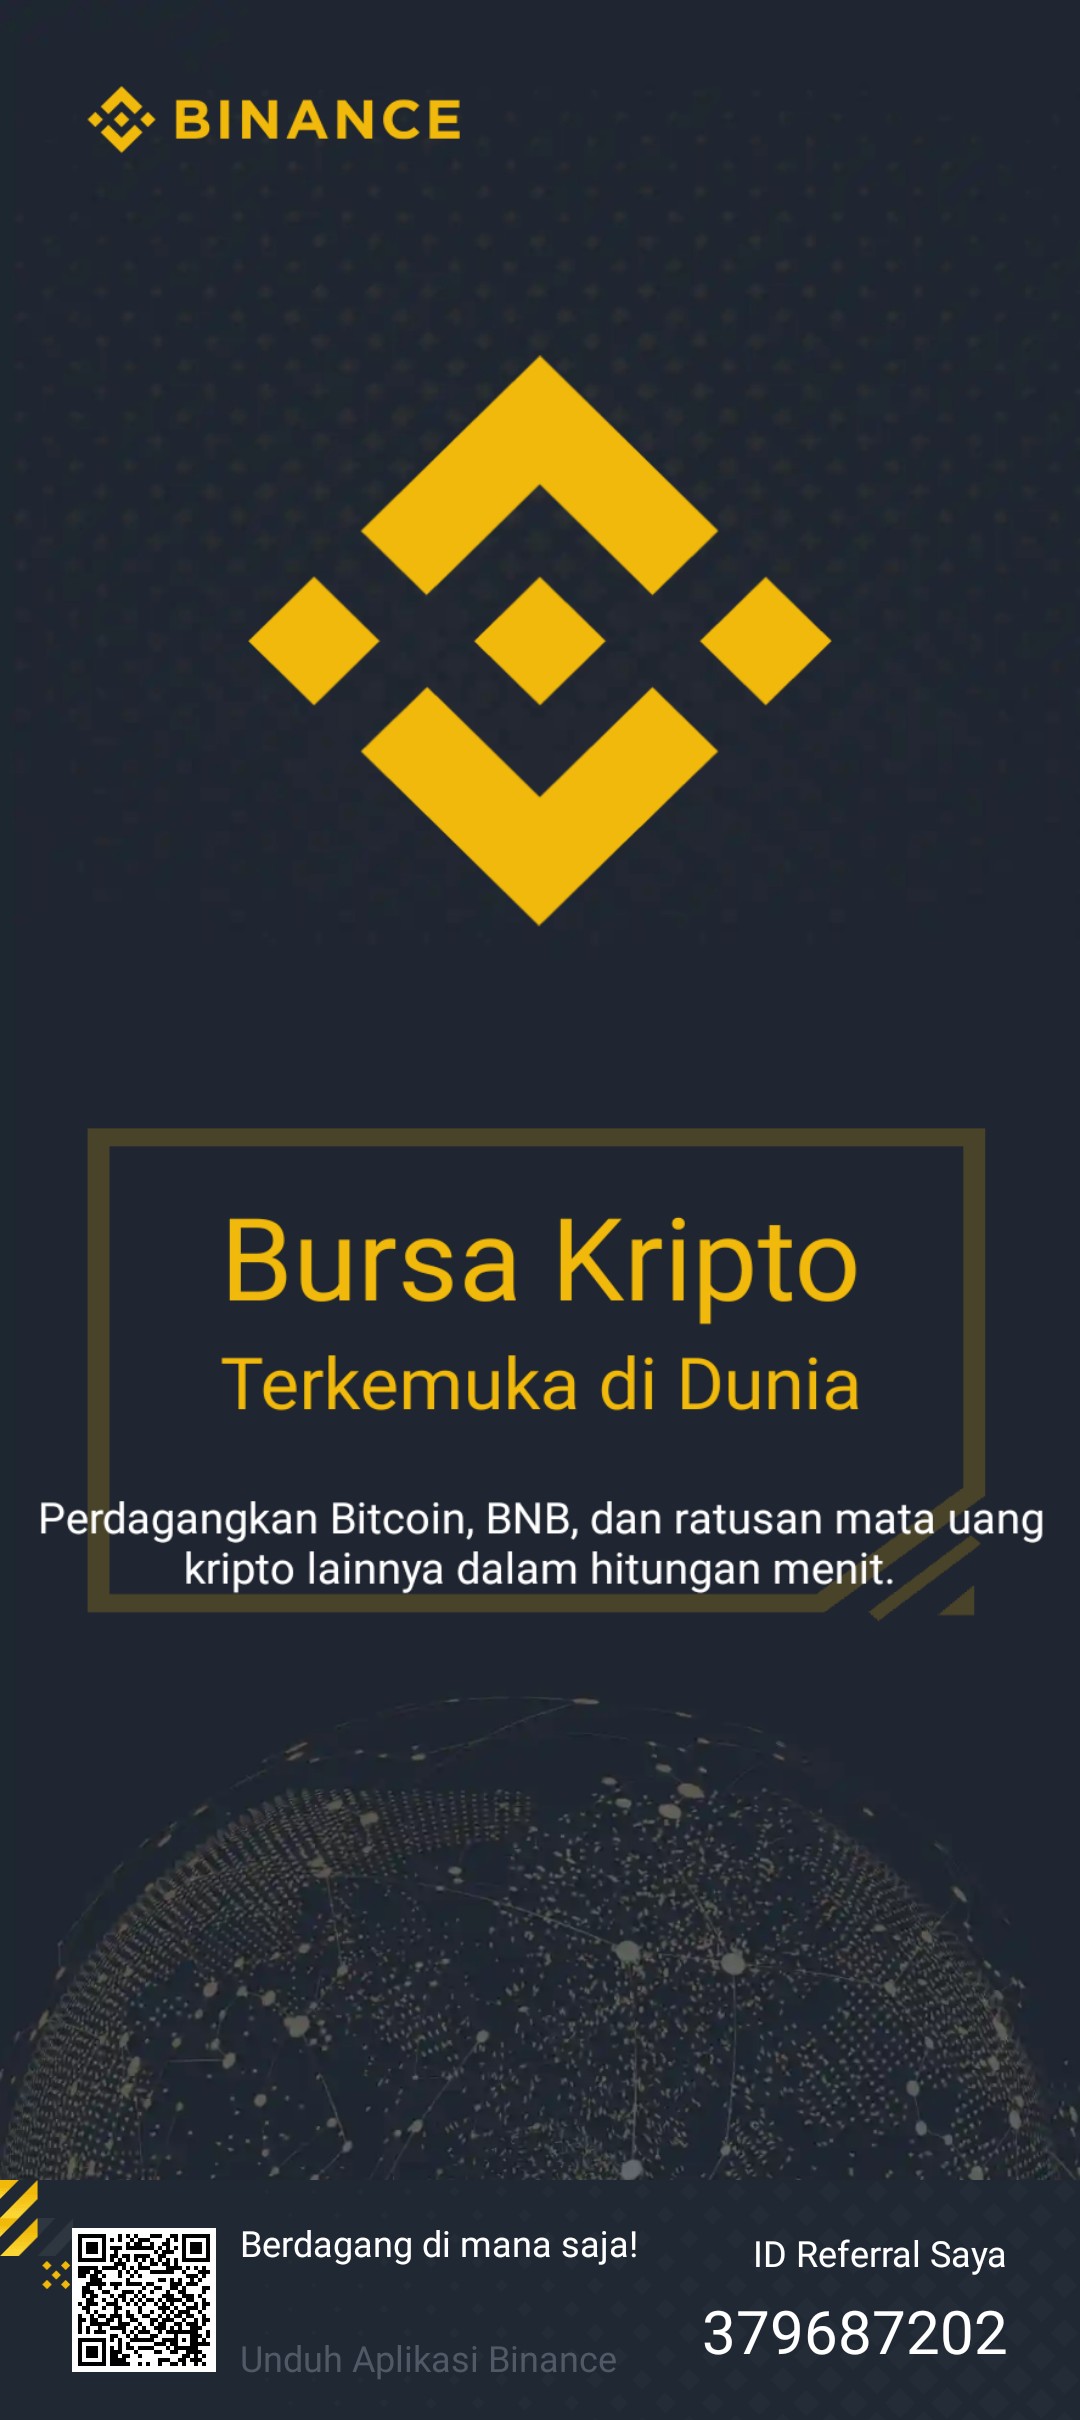 BINANCE
Bursa Kripto
Terkemuka di Dunia
Perdagangkan Bitcoin, BNB, dan ratusan mata uang
kripto lainnya dalam hitungan menit.
Berdagang di mana saja!
Unduh Aplikasi Binance
ID Referral Saya
379687202